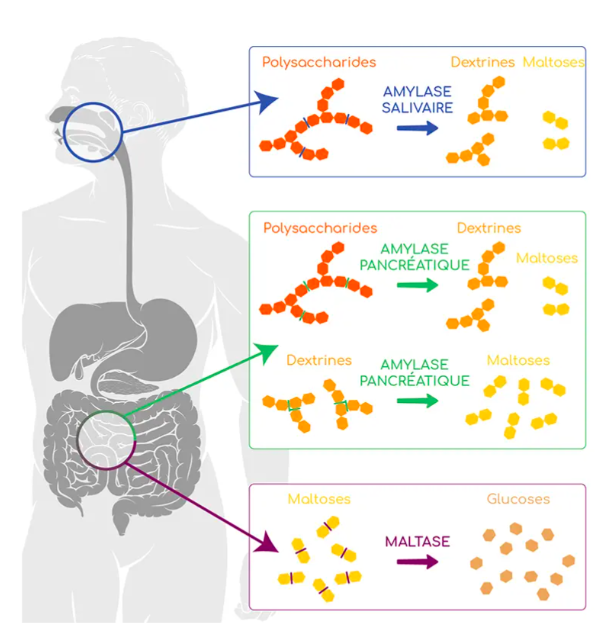 Polysaccharides
AMYLASE
SALIVAIRE
Dextrines
Maltoses
Polysaccharides
AMYLASE
PANCRÉATIQUE
Dextrines
Maltoses
Dextrines
AMYLASE
PANCRÉATIQUE
Maltoses
Maltoses
MALTASE
Glucoses